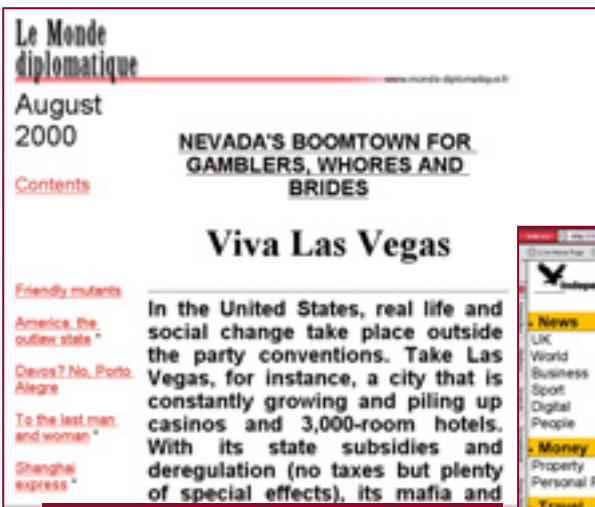 Le Monde
diplomatique
www.monde-diplomatique.fr
August
2000
Contents
Friendly mutants
America: the
outlaw state *
Davos? No, Porto
Alegre
To the last man
and woman *
Shanghai
express *
NEVADA'S BOOMTOWN FOR
GAMBLERS, WHORES AND
BRIDES
Viva Las Vegas
In the United States, real life and
social change take place outside
the party conventions. Take Las
Vegas, for instance, a city that is
constantly growing and piling up
casinos and 3,000-room hotels.
With its state subsidies and
deregulation (no taxes but plenty
of special effects), its mafia and
News
UK
World
Business
Sport
Digital
People
Money
Property
Personal
Travel